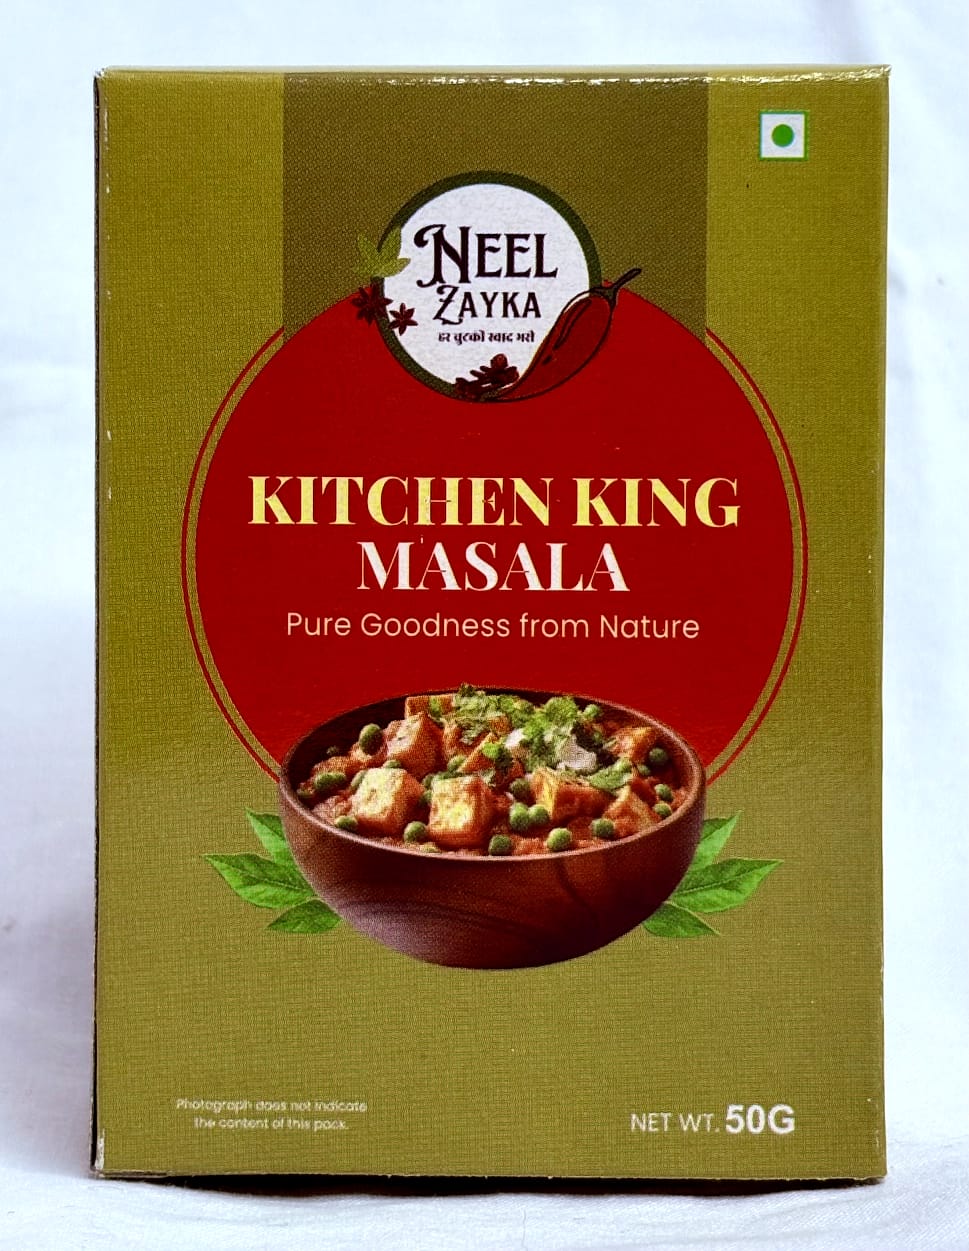 NEEL
ZAYKA
हर चुटकी स्वाद भरी
KITCHEN KING
MASALA
Pure Goodness from Nature
Photograph does not indicate
the content of this pack.
NET WT. 50G